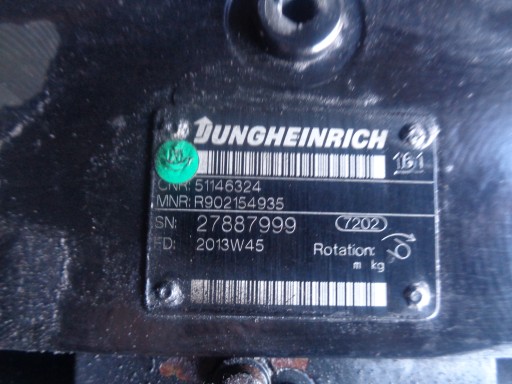 JUNGHEINRICH
161
CNR: 51146324
MNR: R902154935
SN: 27887999 7202
FD: 2013W45 Rotation:
m kg